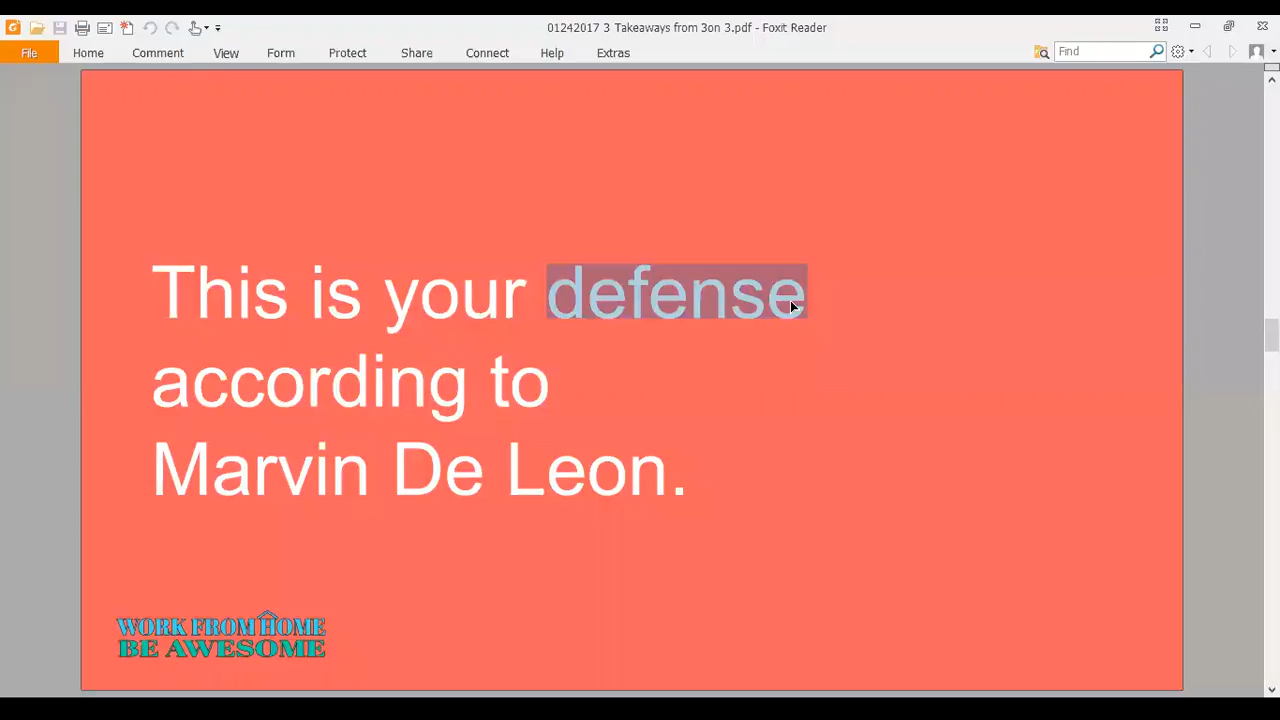 01242017 3 Takeaways from 3on 3.pdf - Foxit Reader
File Home Comment View Form Protect Share Connect Help Extras Find
This is your defense
according to
Marvin De Leon.
WORK FROM HOME
BE AWESOME